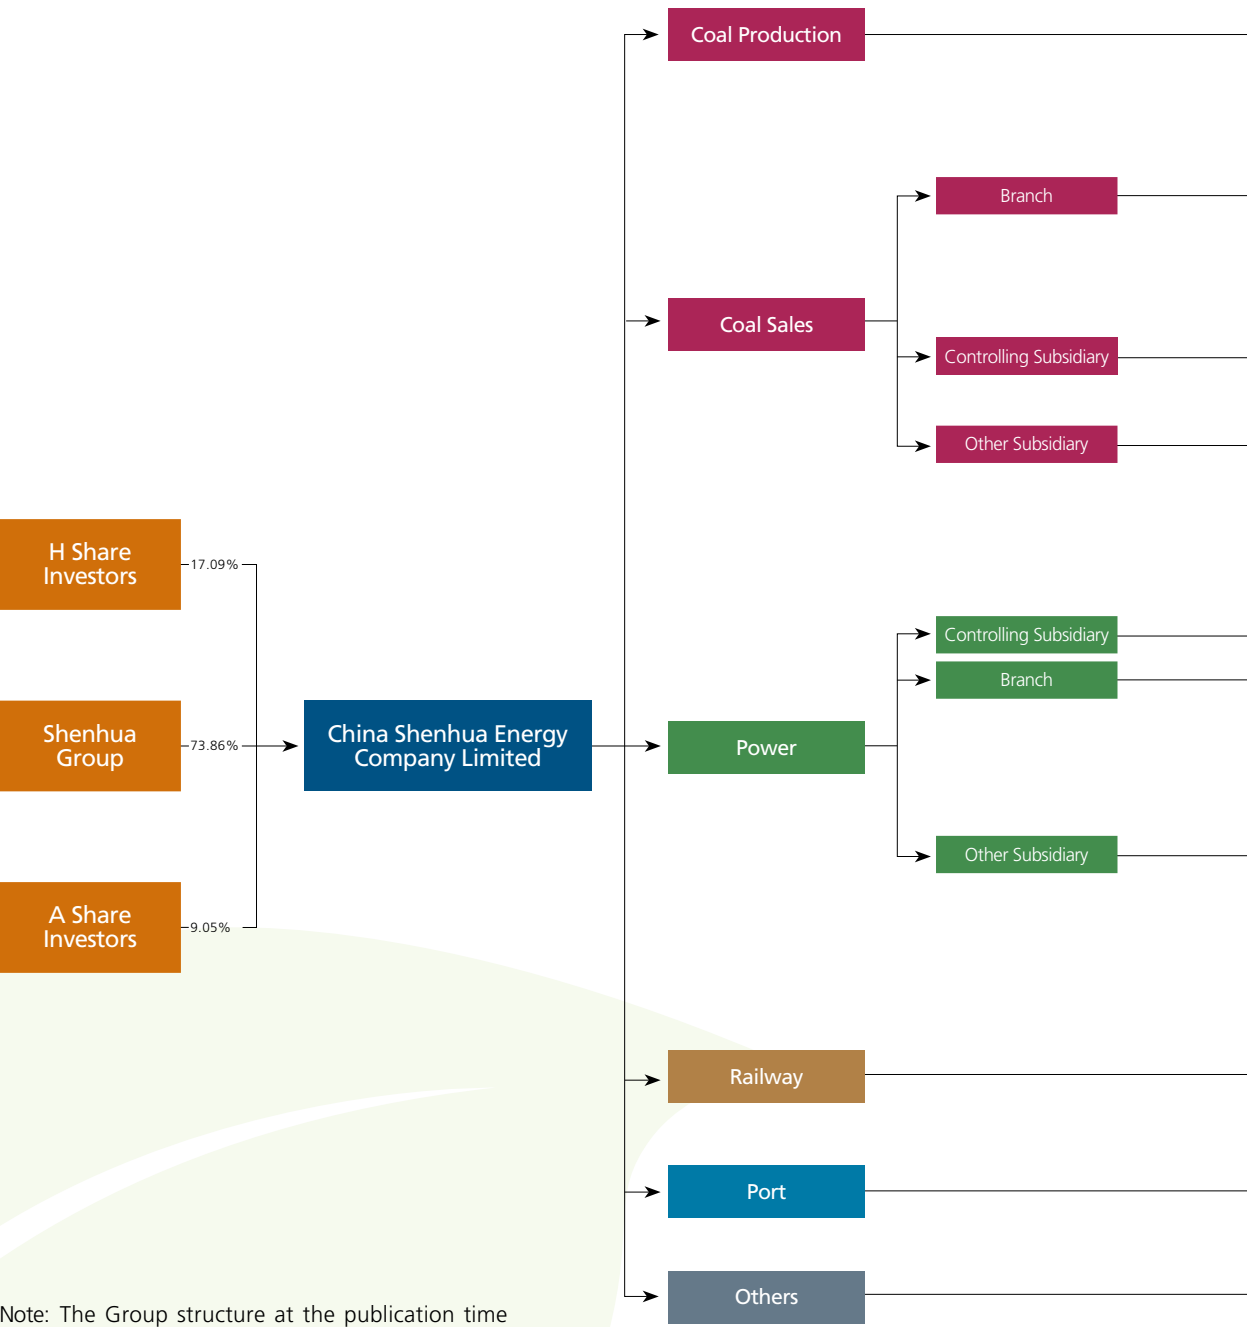 Coal Production
Branch
Coal Sales
Controlling Subsidiary
Other Subsidiary
H Share
Investors
17.09%
Shenhua
Group
73.86%
A Share
Investors
9.05%
China Shenhua Energy
Company Limited
Controlling Subsidiary
Branch
Power
Other Subsidiary
Railway
Port
Others
Note: The Group structure at the publication time